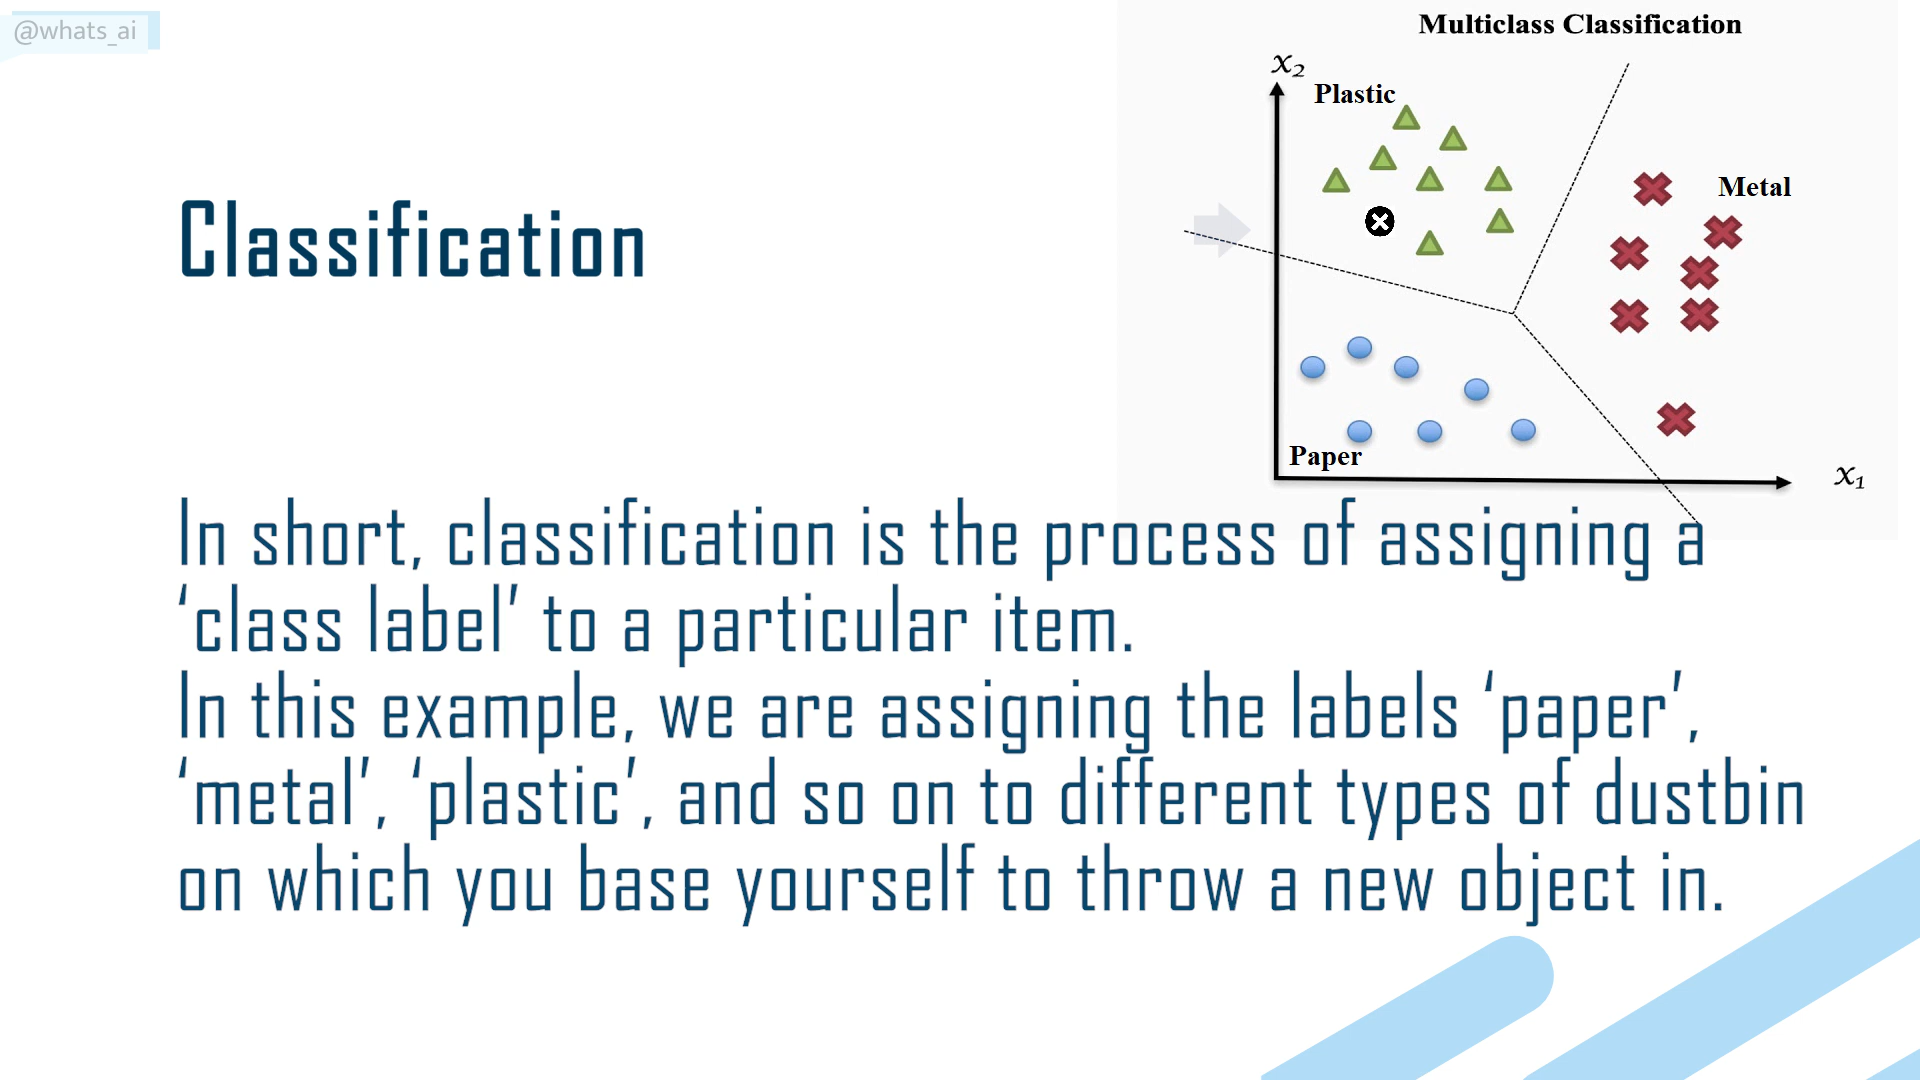 @whats_ai
Multiclass Classification
x2
Plastic
Metal
Paper
x1
Classification
In short, classification is the process of assigning a
‘class label’ to a particular item.
In this example, we are assigning the labels ‘paper’,
‘metal’, ‘plastic’, and so on to different types of dustbin
on which you base yourself to throw a new object in.